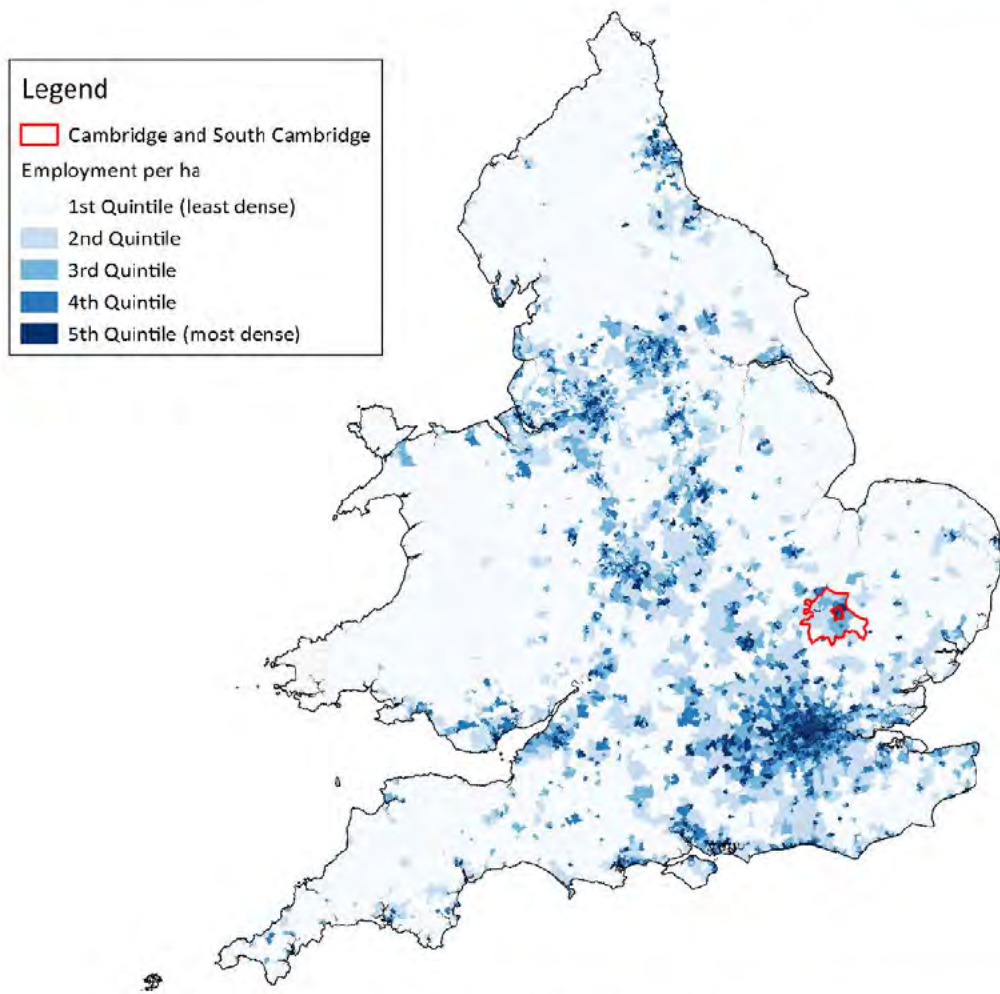 Legend
Cambridge and South Cambridge
Employment per ha
1st Quintile (least dense)
2nd Quintile
3rd Quintile
4th Quintile
5th Quintile (most dense)